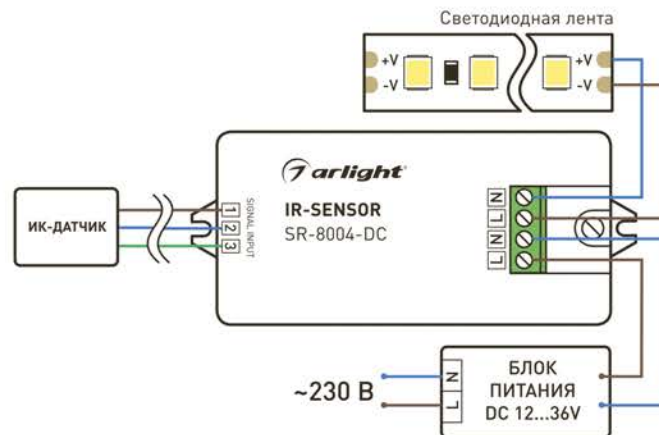 Светодиодная лента
+V
-V
+V
-V
arlight
IR-SENSOR
SR-8004-DC
ИК-ДАТЧИК
1
2
3
SIGNAL INPUT
N
L
N
L
~230 В
N
L
БЛОК
ПИТАНИЯ
DC 12...36V